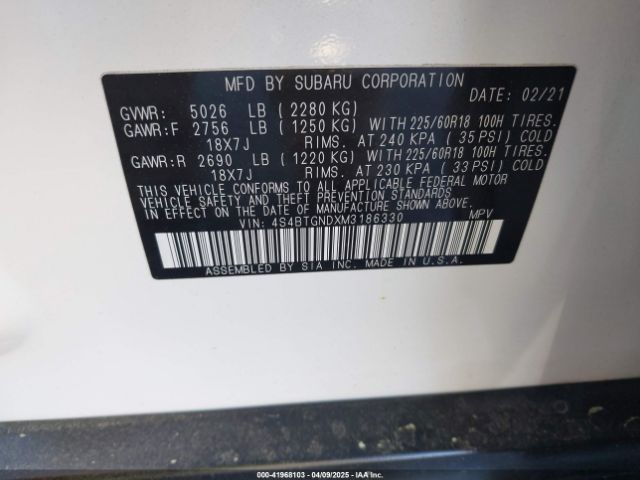 MFD BY SUBARU CORPORATION
DATE: 02/21
GVWR: 5026 LB ( 2280 KG)
GAWR:F 2756 LB ( 1250 KG) WITH 225/60R18 100H TIRES.
18X7J RIMS. AT 240 KPA ( 35 PSI) COLD
GAWR:R 2690 LB ( 1220 KG) WITH 225/60R18 100H TIRES.
18X7J RIMS. AT 230 KPA ( 33 PSI) COLD
THIS VEHICLE CONFORMS TO ALL APPLICABLE FEDERAL MOTOR
VEHICLE SAFETY AND THEFT PREVENTION STANDARDS
IN EFFECT ON THE DATE OF MANUFACTURE SHOWN ABOVE.
VIN: 4S4BTGNDXM3186330 MPV
ASSEMBLED BY SIA INC. MADE IN U.S.A.
000-41968103 - 04/09/2025 - IAAI.com